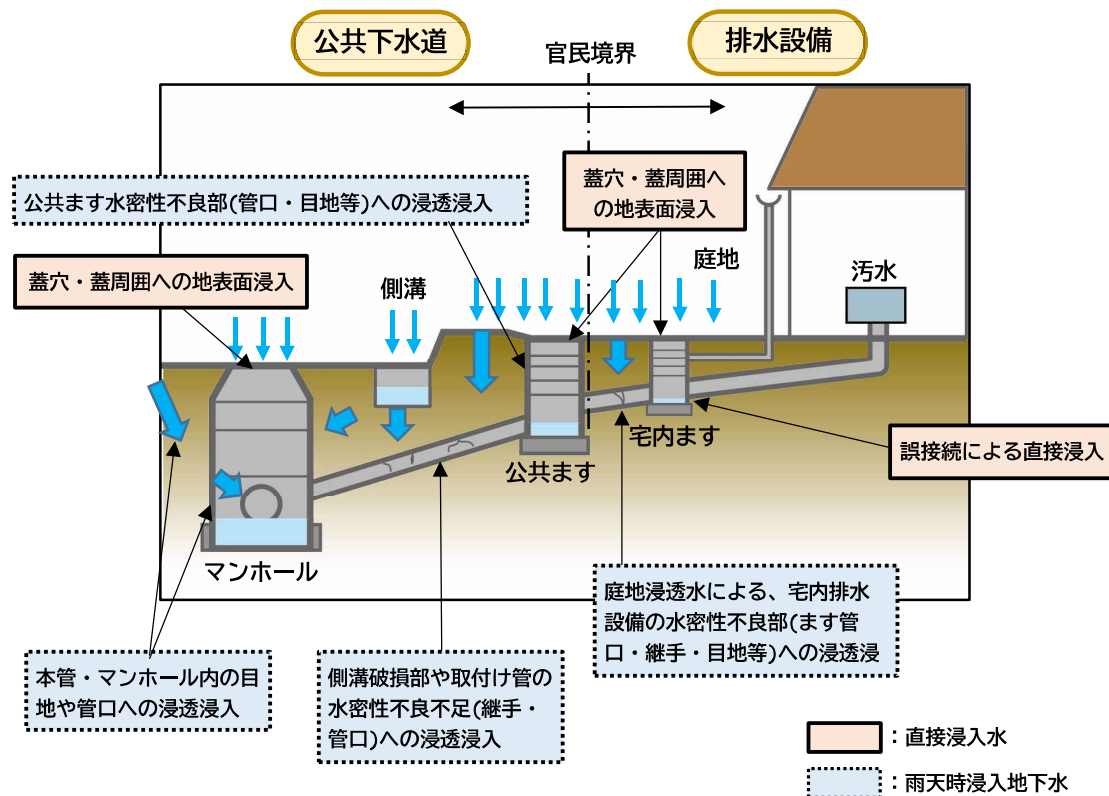 公共下水道
排水設備
官民境界
公共ます水密性不良部(管口・目地等)への浸透浸入
蓋穴・蓋周囲へ
の地表面浸入
蓋穴・蓋周囲への地表面浸入
側溝
庭地
汚水
公共ます
宅内ます
誤接続による直接浸入
マンホール
本管・マンホール内の目
地や管口への浸透浸入
側溝破損部や取付け管の
水密性不良不足(継手・
管口)への浸透浸入
庭地浸透水による、宅内排水
設備の水密性不良部(ます管
口・継手・目地等)への浸透浸
:直接浸入水
:雨天時浸入地下水